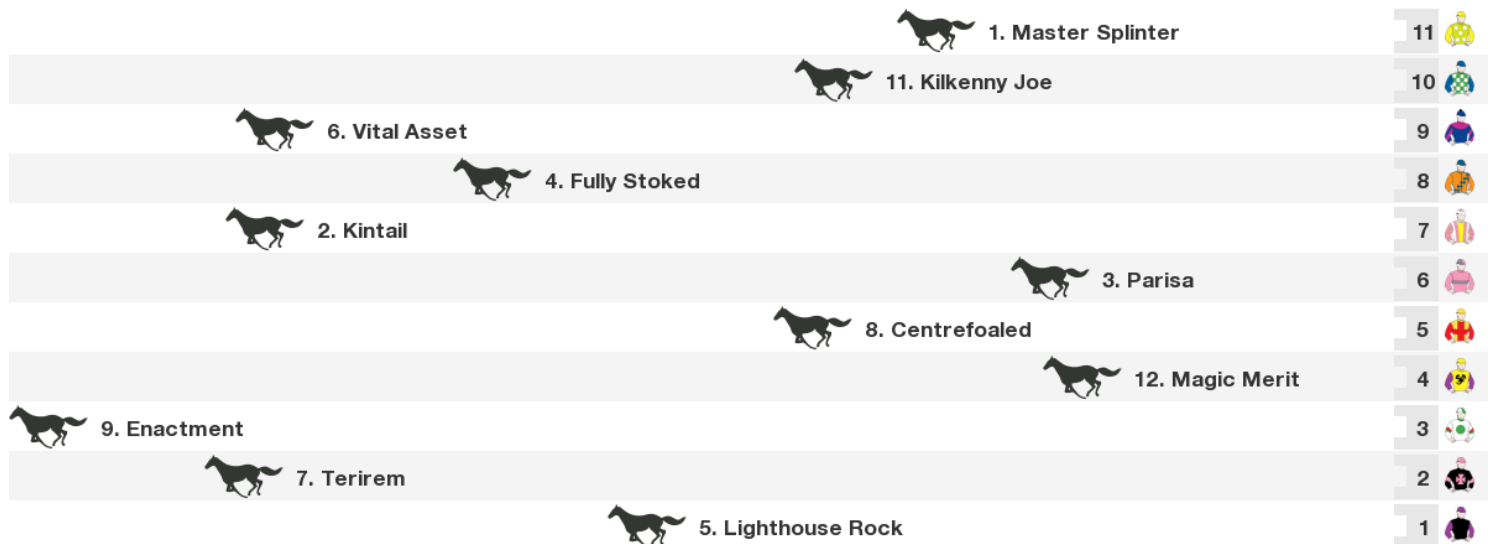 1. Master Splinter 11
11. Kilkenny Joe 10
6. Vital Asset 9
4. Fully Stoked 8
2. Kintail 7
3. Parisa 6
8. Centrefoaled 5
12. Magic Merit 4
9. Enactment 3
7. Terirem 2
5. Lighthouse Rock 1